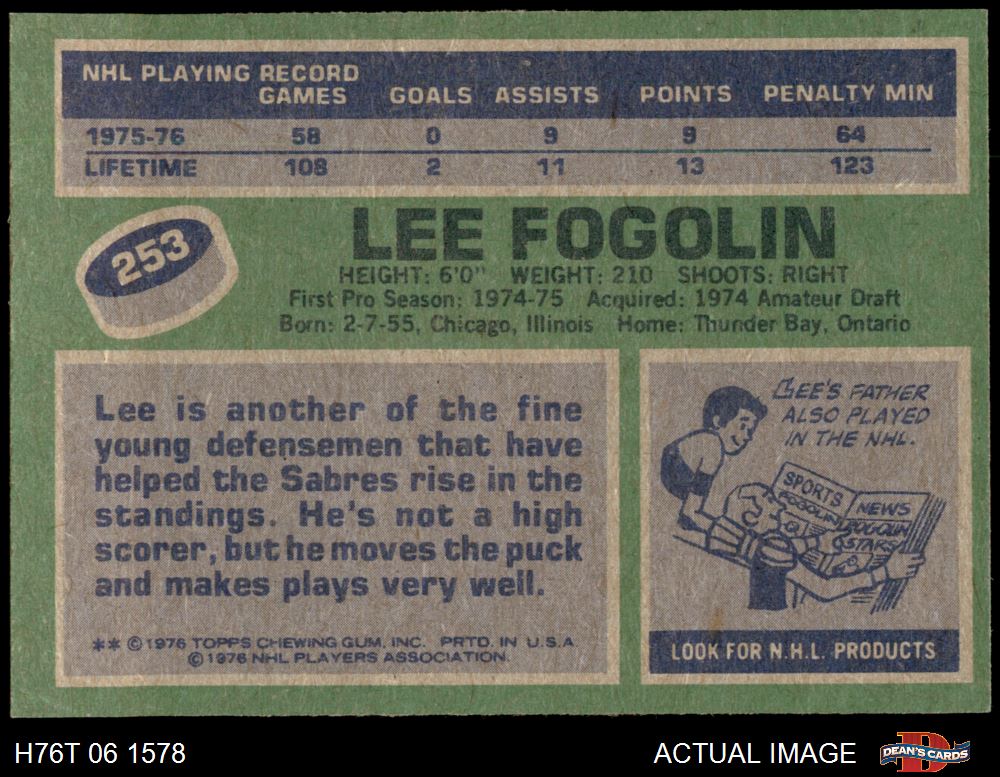 NHL PLAYING RECORD
GAMES GOALS ASSISTS POINTS PENALTY MIN
1975-76 58 0 9 9 64
LIFETIME 108 2 11 13 123
253
LEE FOGOLIN
HEIGHT: 6'0" WEIGHT: 210 SHOOTS: RIGHT
First Pro Season: 1974-75 Acquired: 1974 Amateur Draft
Born: 2-7-55, Chicago, Illinois Home: Thunder Bay, Ontario
Lee is another of the fine
young defensemen that have
helped the Sabres rise in the
standings. He's not a high
scorer, but he moves the puck
and makes plays very well.
** ©1976 TOPPS CHEWING GUM, INC. PRTD. IN U.S.A.
©1976 NHL PLAYERS ASSOCIATION.
LEE'S FATHER
ALSO PLAYED
IN THE NHL.
SPORTS NEWS
FOGOLIN FOGOLIN
STARS
LOOK FOR N.H.L. PRODUCTS
H76T 06 1578
ACTUAL IMAGE
DEAN'S CARDS